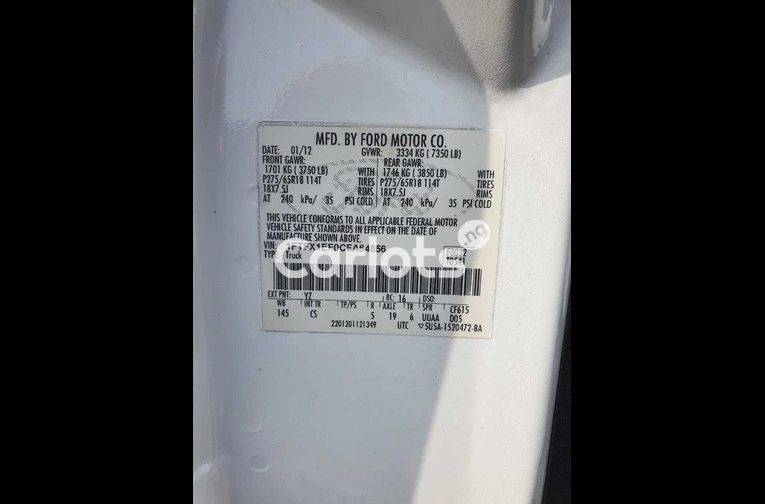 MFD. BY FORD MOTOR CO.
DATE: 01/12 GVWR: 3334 KG ( 7350 LB)
FRONT GAWR: REAR GAWR:
1701 KG ( 3750 LB) WITH 1746 KG ( 3850 LB) WITH
P275/65R18 114T TIRES P275/65R18 114T TIRES
18X7.5J RIMS 18X7.5J RIMS
AT 240 kPa/ 35 PSI COLD AT 240 kPa/ 35 PSI COLD
THIS VEHICLE CONFORMS TO ALL APPLICABLE FEDERAL MOTOR
VEHICLE SAFETY STANDARDS IN EFFECT ON THE DATE OF
MANUFACTURE SHOWN ABOVE.
VIN:
TYPE: Truck T0541
Carlots.ng
EXT PNT: YZ RC: 16 DSO:
WB INT TR TP/PS R AXLE TR SPR CF615
145 CS 5 19 6 UUAA D05
2201201121349 UTC ▽5U5A-1520472-BA